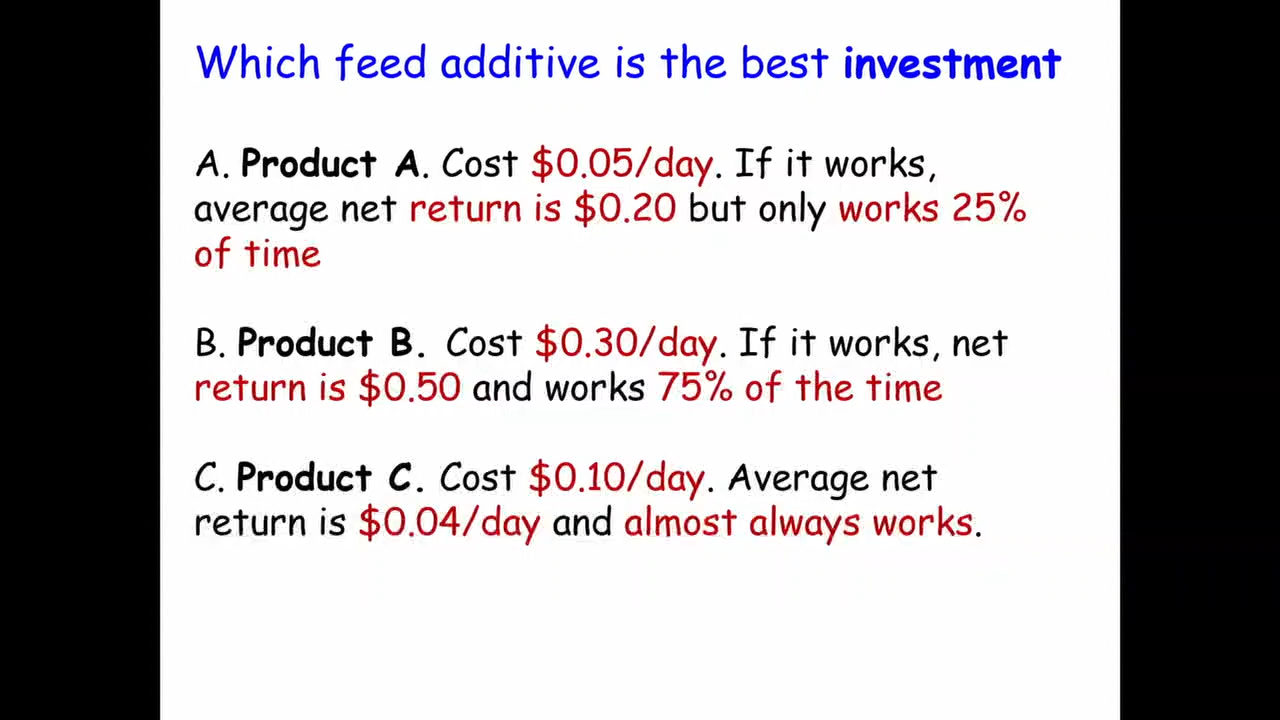 Which feed additive is the best investment
A. Product A. Cost $0.05/day. If it works,
average net return is $0.20 but only works 25%
of time
B. Product B. Cost $0.30/day. If it works, net
return is $0.50 and works 75% of the time
C. Product C. Cost $0.10/day. Average net
return is $0.04/day and almost always works.